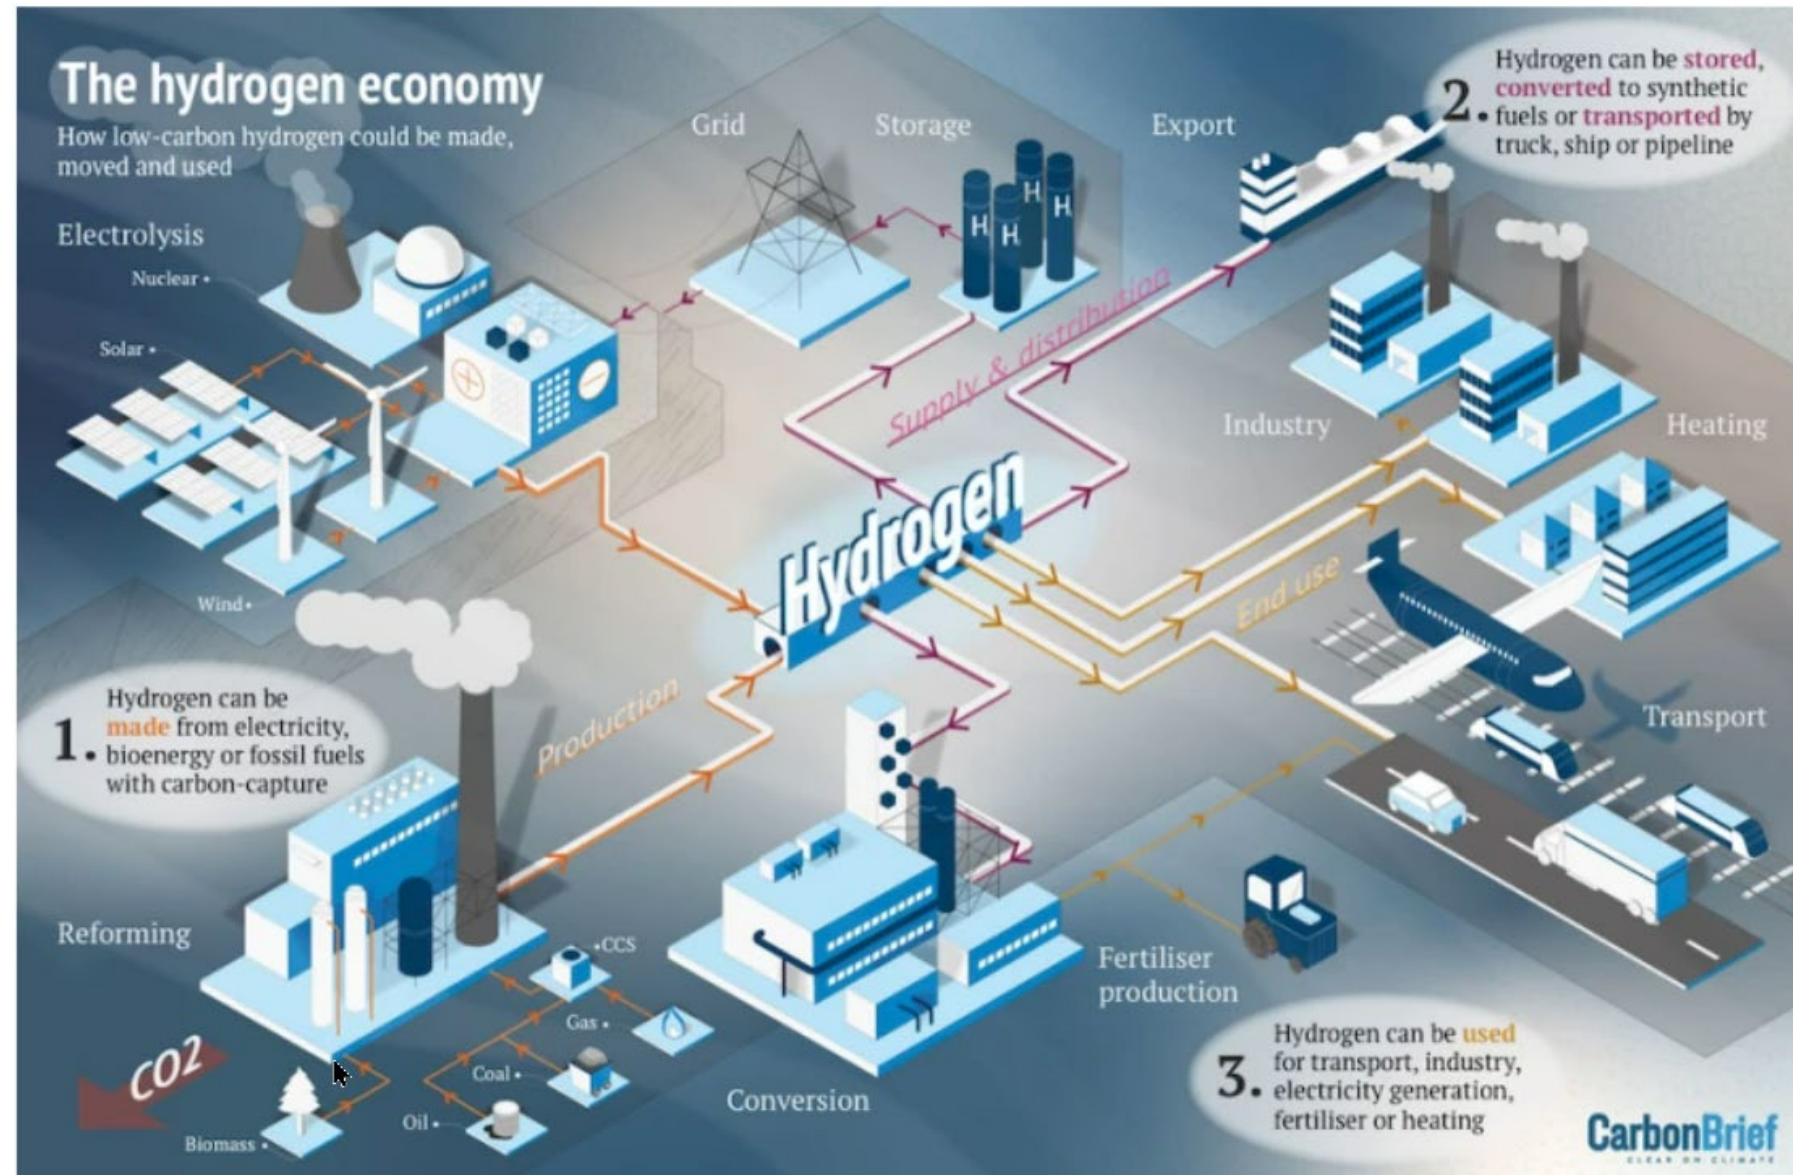 The hydrogen economy
How low-carbon hydrogen could be made,
moved and used
Grid
Storage
Export
2. Hydrogen can be stored,
converted to synthetic
fuels or transported by
truck, ship or pipeline
Electrolysis
Nuclear
Solar
Wind
H
H
H
H
Supply & distribution
Industry
Heating
Hydrogen
End use
Transport
1. Hydrogen can be
made from electricity,
bioenergy or fossil fuels
with carbon-capture
Production
Reforming
CCS
Gas
Coal
Oil
Biomass
CO2
Conversion
Fertiliser
production
3. Hydrogen can be used
for transport, industry,
electricity generation,
fertiliser or heating
CarbonBrief
CLEAR ON CLIMATE